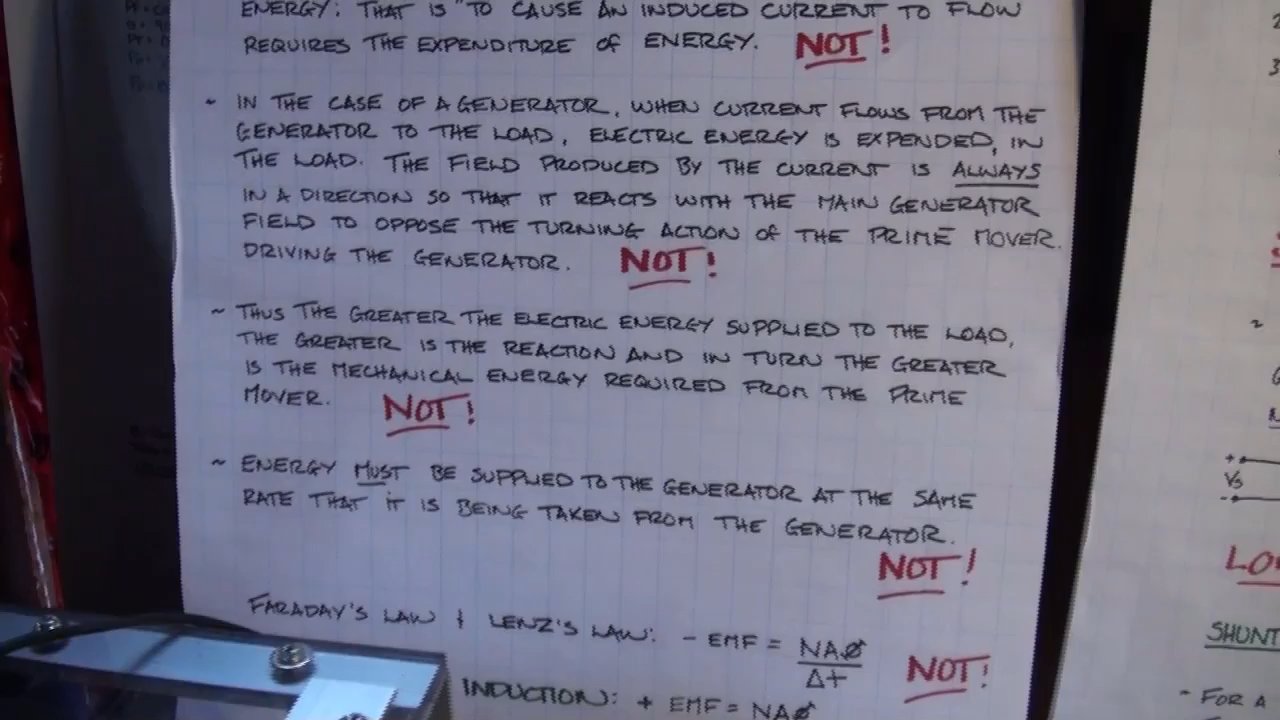 ENERGY: THAT IS "TO CAUSE AN INDUCED CURRENT TO FLOW
REQUIRES THE EXPENDITURE OF ENERGY. NOT!
~ IN THE CASE OF A GENERATOR, WHEN CURRENT FLOWS FROM THE
GENERATOR TO THE LOAD, ELECTRIC ENERGY IS EXPENDED, IN
THE LOAD. THE FIELD PRODUCED BY THE CURRENT IS ALWAYS
IN A DIRECTION SO THAT IT REACTS WITH THE MAIN GENERATOR
FIELD TO OPPOSE THE TURNING ACTION OF THE PRIME MOVER.
DRIVING THE GENERATOR. NOT!
~ THUS THE GREATER THE ELECTRIC ENERGY SUPPLIED TO THE LOAD,
THE GREATER IS THE REACTION AND IN TURN THE GREATER
IS THE MECHANICAL ENERGY REQUIRED FROM THE PRIME
MOVER. NOT!
~ ENERGY MUST BE SUPPLIED TO THE GENERATOR AT THE SAME
RATE THAT IT IS BEING TAKEN FROM THE GENERATOR.
NOT!
FARADAY'S LAW & LENZ'S LAW: - EMF = NΔØ
Δt NOT!
INDUCTION: + EMF = NΔØ
+
VS
-
SHUNT
~ FOR A